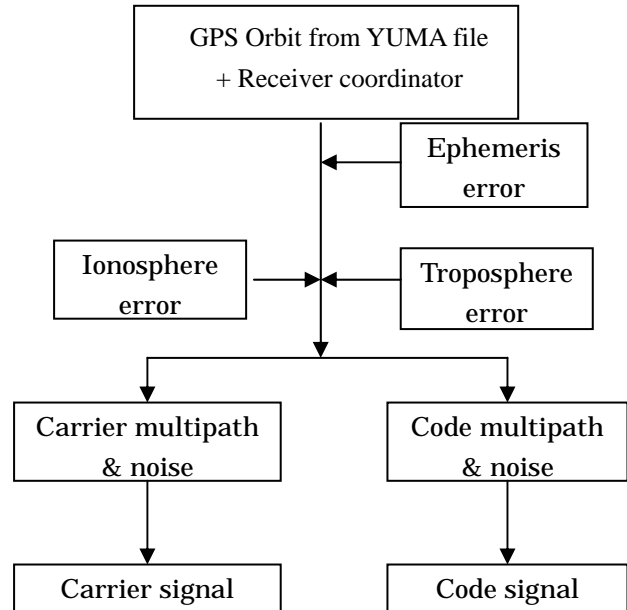 GPS Orbit from YUMA file
+ Receiver coordinator
Ephemeris
error
Ionosphere
error
Troposphere
error
Carrier multipath
& noise
Code multipath
& noise
Carrier signal
Code signal